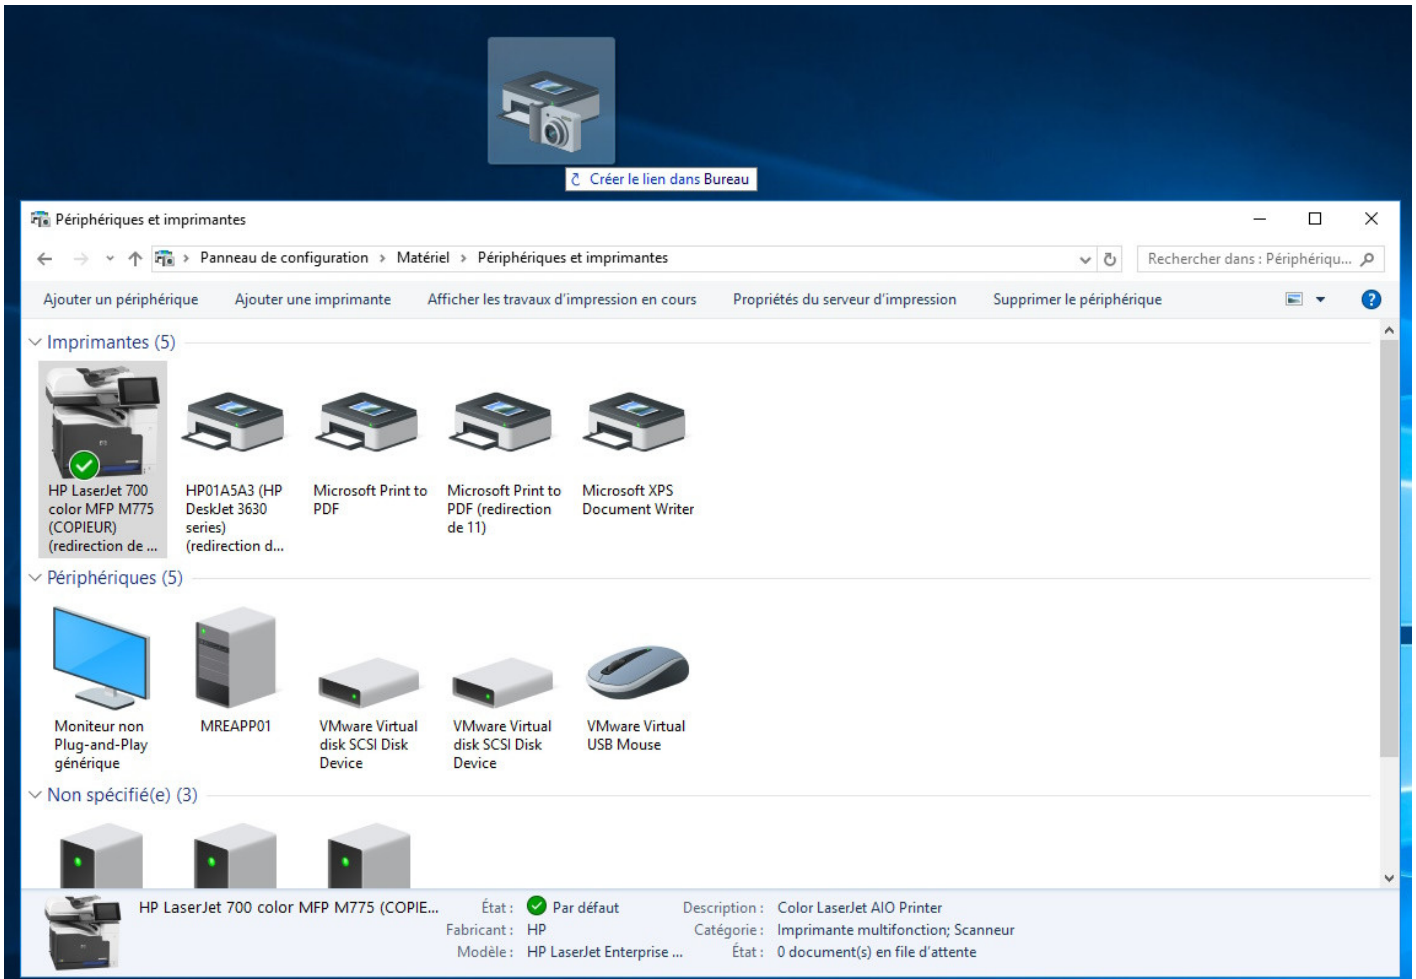 Créer le lien dans Bureau
Périphériques et imprimantes
Panneau de configuration > Matériel > Périphériques et imprimantes
Rechercher dans : Périphériqu...
Ajouter un périphérique Ajouter une imprimante Afficher les travaux d'impression en cours Propriétés du serveur d'impression Supprimer le périphérique
Imprimantes (5)
HP LaserJet 700
color MFP M775
(COPIEUR)
(redirection de ...
HP01A5A3 (HP
DeskJet 3630
series)
(redirection d...
Microsoft Print to
PDF
Microsoft Print to
PDF (redirection
de 11)
Microsoft XPS
Document Writer
Périphériques (5)
Moniteur non
Plug-and-Play
générique
MREAPP01
VMware Virtual
disk SCSI Disk
Device
VMware Virtual
disk SCSI Disk
Device
VMware Virtual
USB Mouse
Non spécifié(e) (3)
HP LaserJet 700 color MFP M775 (COPIE... État : Par défaut Description : Color LaserJet AIO Printer
Fabricant : HP Catégorie : Imprimante multifonction; Scanneur
Modèle : HP LaserJet Enterprise ... État : 0 document(s) en file d'attente